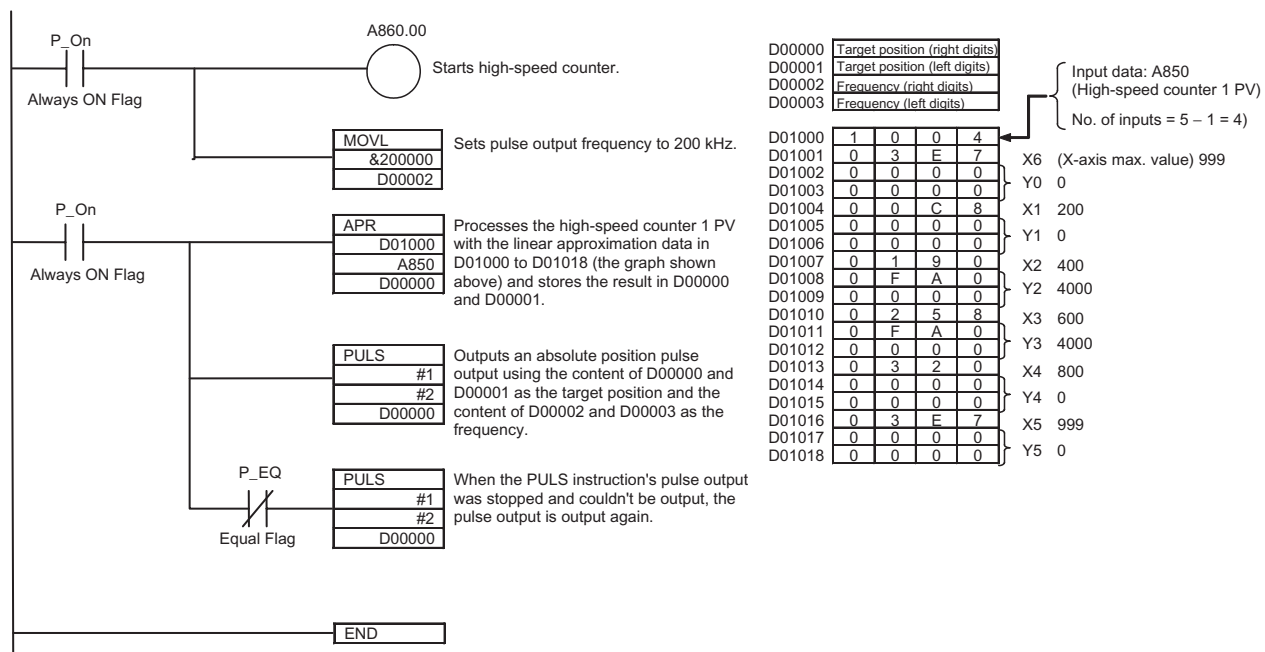 P_On
Always ON Flag
A860.00
Starts high-speed counter.
MOVL
&200000
D00002
Sets pulse output frequency to 200 kHz.
P_On
Always ON Flag
APR
D01000
A850
D00000
Processes the high-speed counter 1 PV
with the linear approximation data in
D01000 to D01018 (the graph shown
above) and stores the result in D00000
and D00001.
PULS
#1
#2
D00000
Outputs an absolute position pulse
output using the content of D00000 and
D00001 as the target position and the
content of D00002 and D00003 as the
frequency.
P_EQ
Equal Flag
PULS
#1
#2
D00000
When the PULS instruction's pulse output
was stopped and couldn't be output, the
pulse output is output again.
END
D00000 Target position (right digits)
D00001 Target position (left digits)
D00002 Frequency (right digits)
D00003 Frequency (left digits)
Input data: A850
(High-speed counter 1 PV)
No. of inputs = 5 − 1 = 4)
D01000 1 0 0 4
D01001 0 3 E 7 X6 (X-axis max. value) 999
D01002 0 0 0 0
Y0 0
D01003 0 0 0 0
D01004 0 0 C 8 X1 200
D01005 0 0 0 0
Y1 0
D01006 0 0 0 0
D01007 0 1 9 0 X2 400
D01008 0 F A 0
Y2 4000
D01009 0 0 0 0
D01010 0 2 5 8 X3 600
D01011 0 F A 0
Y3 4000
D01012 0 0 0 0
D01013 0 3 2 0 X4 800
D01014 0 0 0 0
Y4 0
D01015 0 0 0 0
D01016 0 3 E 7 X5 999
D01017 0 0 0 0
Y5 0
D01018 0 0 0 0